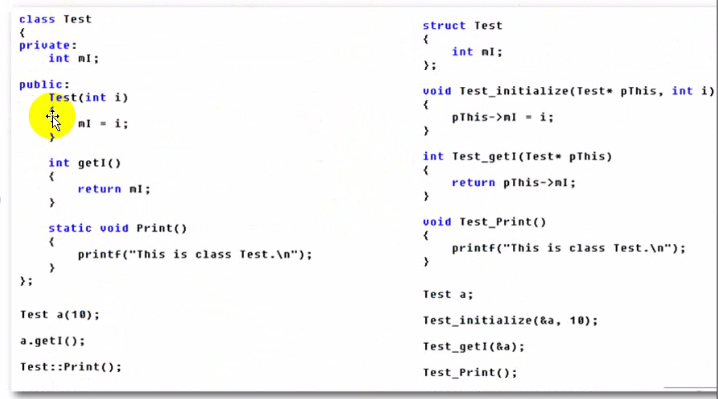 class Test
{
private:
int mI;
public:
Test(int i)
{
mI = i;
}
int getI()
{
return mI;
}
static void Print()
{
printf("This is class Test.\n");
}
};
Test a(10);
a.getI();
Test::Print();
struct Test
{
int mI;
};
void Test_initialize(Test* pThis, int i)
{
pThis->mI = i;
}
int Test_getI(Test* pThis)
{
return pThis->mI;
}
void Test_Print()
{
printf("This is class Test.\n");
}
Test a;
Test_initialize(&a, 10);
Test_getI(&a);
Test_Print();